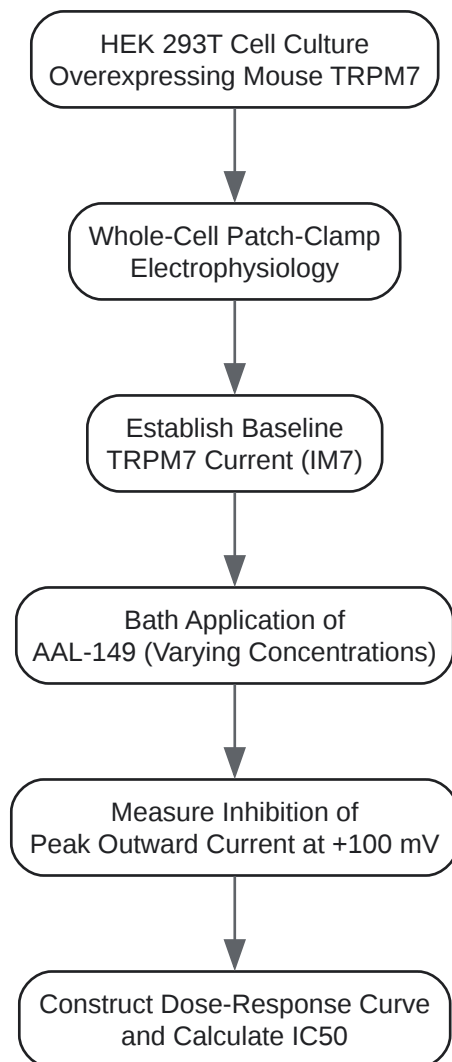 HEK 293T Cell Culture
Overexpressing Mouse TRPM7
Whole-Cell Patch-Clamp
Electrophysiology
Establish Baseline
TRPM7 Current (IM7)
Bath Application of
AAL-149 (Varying Concentrations)
Measure Inhibition of
Peak Outward Current at +100 mV
Construct Dose-Response Curve
and Calculate IC50